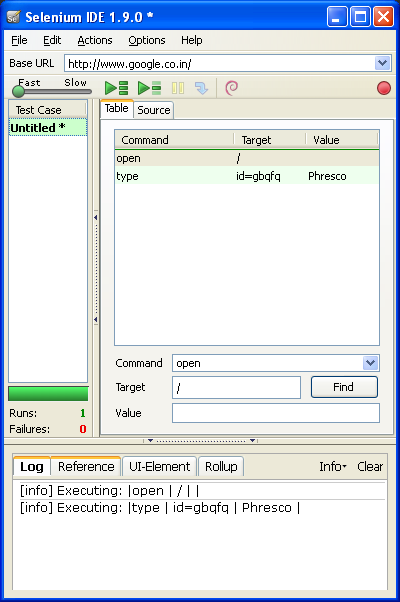 Selenium IDE 1.9.0 *
File Edit Actions Options Help
Base URL http://www.google.co.in/
Fast Slow
Test Case
Untitled *
Runs: 1
Failures: 0
Table Source
Command Target Value
open /
type id=gbqfq Phresco
Command open
Target / Find
Value
Log Reference UI-Element Rollup Info Clear
[info] Executing: |open | / | |
[info] Executing: |type | id=gbqfq | Phresco |